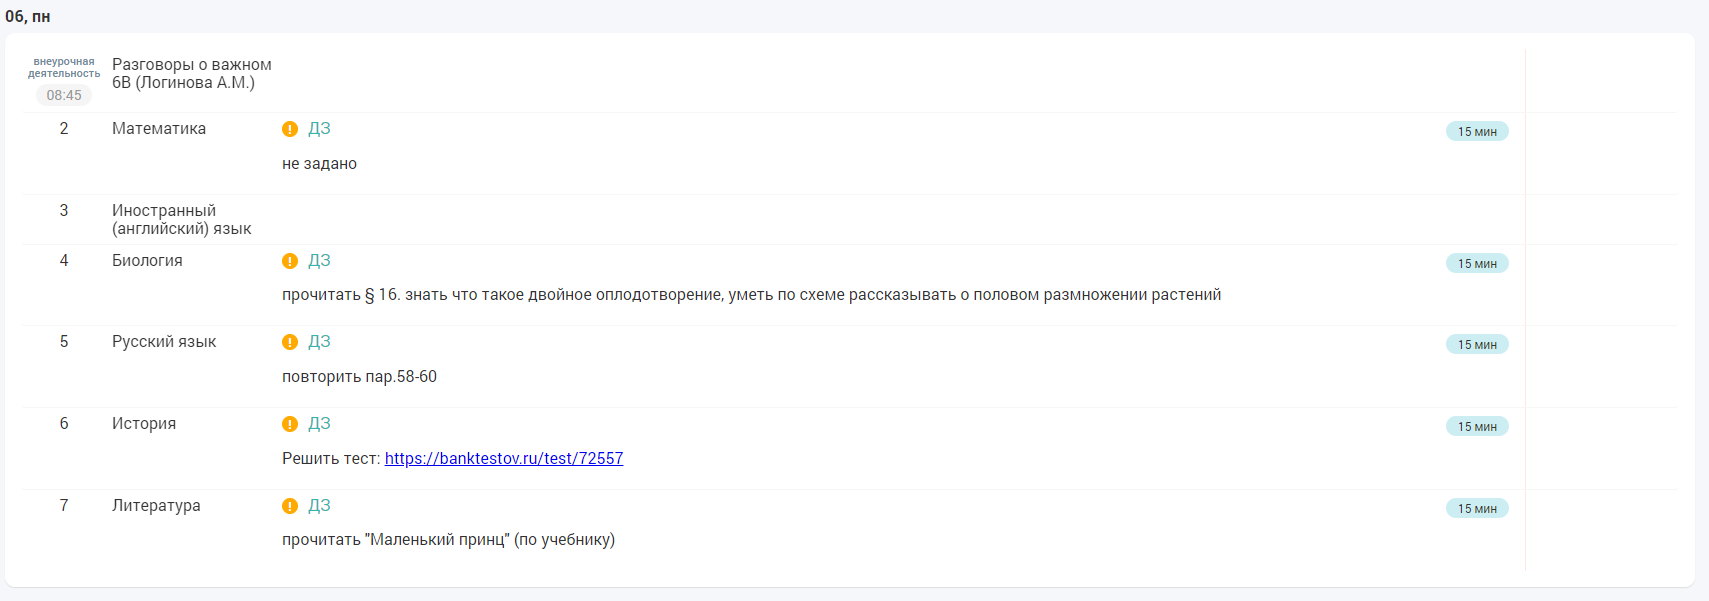 06, пн
внеурочная
деятельность
08:45
Разговоры о важном
6В (Логинова А.М.)
2
Математика
ДЗ
15 мин
не задано
3
Иностранный
(английский) язык
4
Биология
ДЗ
15 мин
прочитать § 16. знать что такое двойное оплодотворение, уметь по схеме рассказывать о половом размножении растений
5
Русский язык
ДЗ
15 мин
повторить пар.58-60
6
История
ДЗ
15 мин
Решить тест: https://banktestov.ru/test/72557
7
Литература
ДЗ
15 мин
прочитать "Маленький принц" (по учебнику)